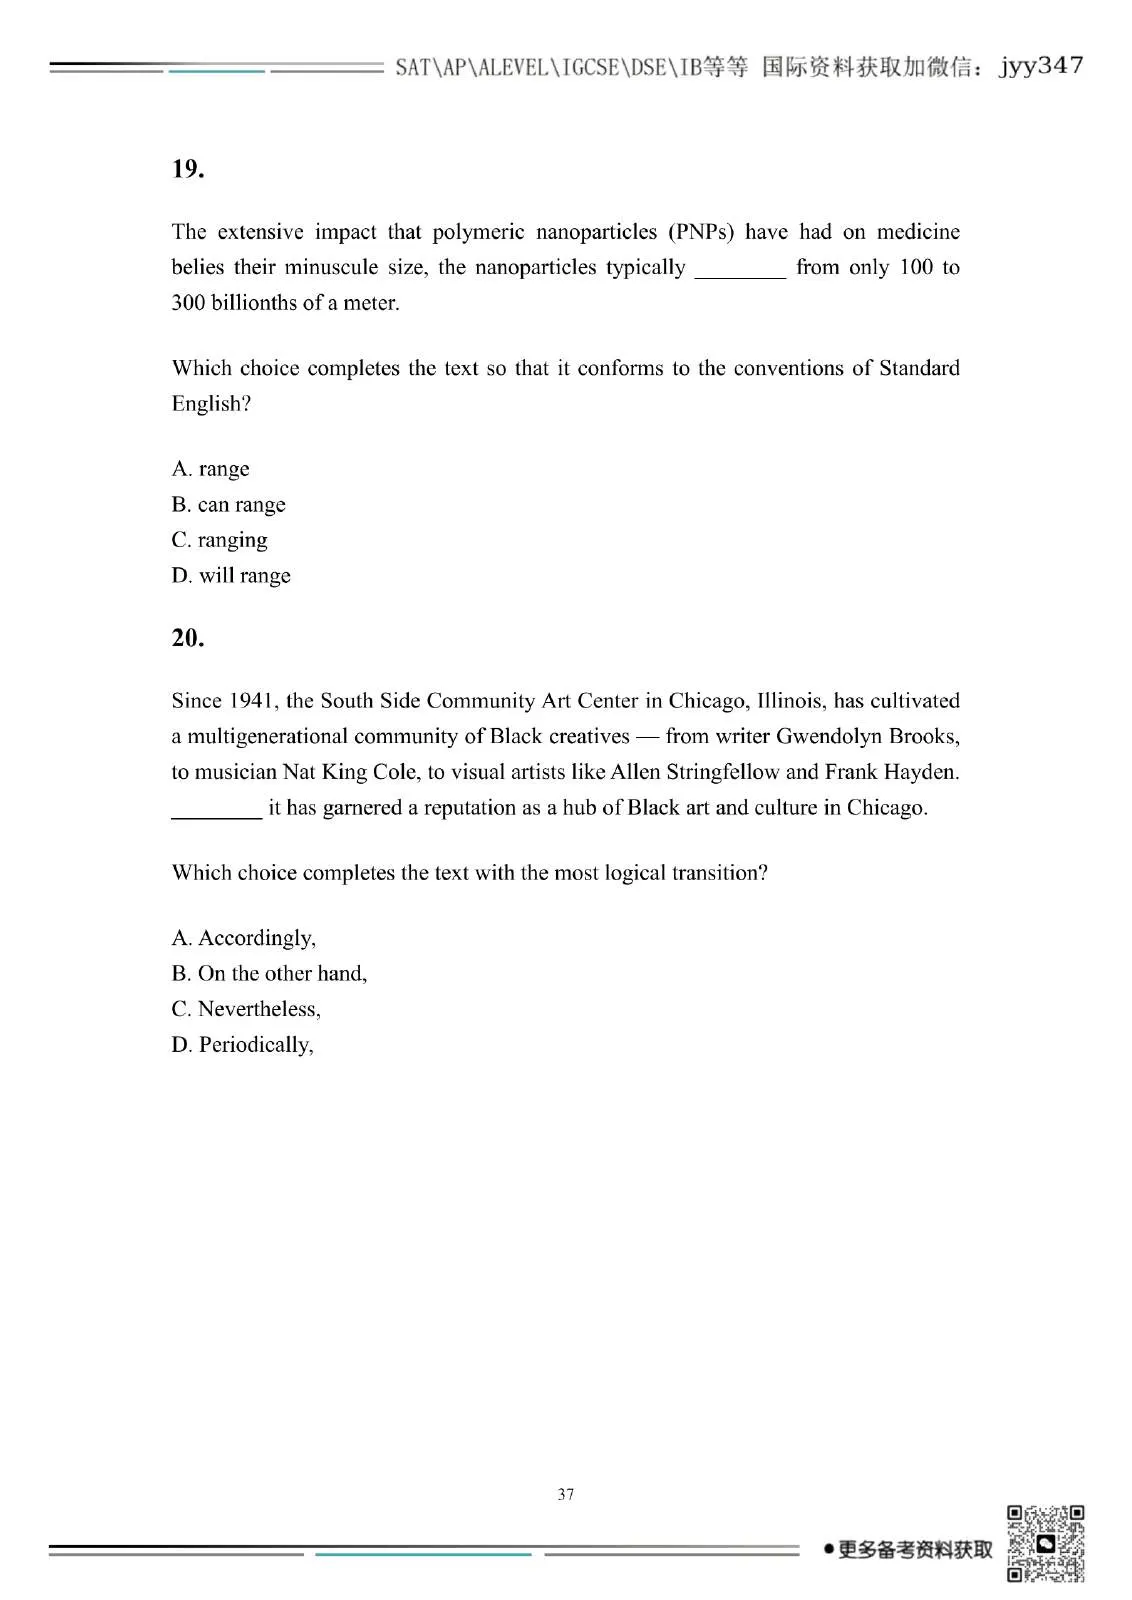 SAT\AP\ALEVEL\IGCSE\DSE\IB等等 国际资料获取加微信: jyy347
19.
The extensive impact that polymeric nanoparticles (PNPs) have had on medicine
belies their minuscule size, the nanoparticles typically ________ from only 100 to
300 billionths of a meter.
Which choice completes the text so that it conforms to the conventions of Standard
English?
A. range
B. can range
C. ranging
D. will range
20.
Since 1941, the South Side Community Art Center in Chicago, Illinois, has cultivated
a multigenerational community of Black creatives — from writer Gwendolyn Brooks,
to musician Nat King Cole, to visual artists like Allen Stringfellow and Frank Hayden.
________ it has garnered a reputation as a hub of Black art and culture in Chicago.
Which choice completes the text with the most logical transition?
A. Accordingly,
B. On the other hand,
C. Nevertheless,
D. Periodically,
37
●更多备考资料获取